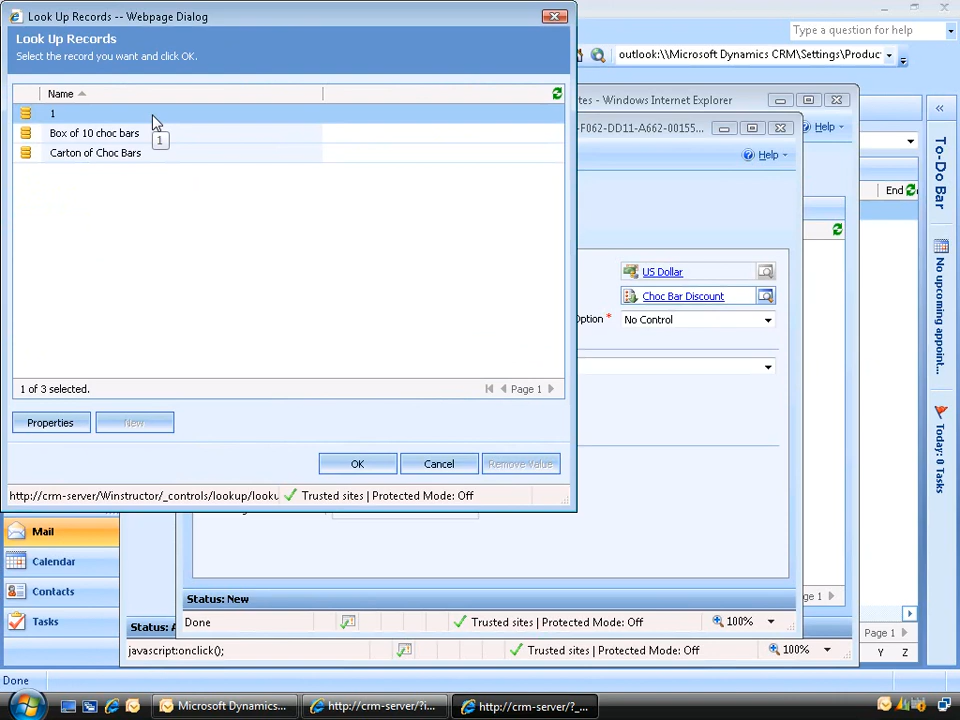 Look Up Records -- Webpage Dialog
Look Up Records
Select the record you want and click OK.
Name
1
Box of 10 choc bars
1
Carton of Choc Bars
1 of 3 selected.
Page 1
Properties
New
OK
Cancel
Remove Value
http://crm-server/Winstructor/_controls/lookup/looku
Trusted sites | Protected Mode: Off
Type a question for help
outlook:\\Microsoft Dynamics CRM\Settings\Produc
tes - Windows Internet Explorer
-F062-DD11-A662-00155...
Help
Help
End
US Dollar
Choc Bar Discount
Option * No Control
To-Do Bar
No upcoming appoint...
Today: 0 Tasks
Mail
Calendar
Contacts
Tasks
Status: New
Done
Trusted sites | Protected Mode: Off
100%
Status: A
javascript:onclick();
Trusted sites | Protected Mode: Off
100%
ge 1
Page 1
Y Z
Done
Microsoft Dynamics...
http://crm-server/?i...
http://crm-server/?_...